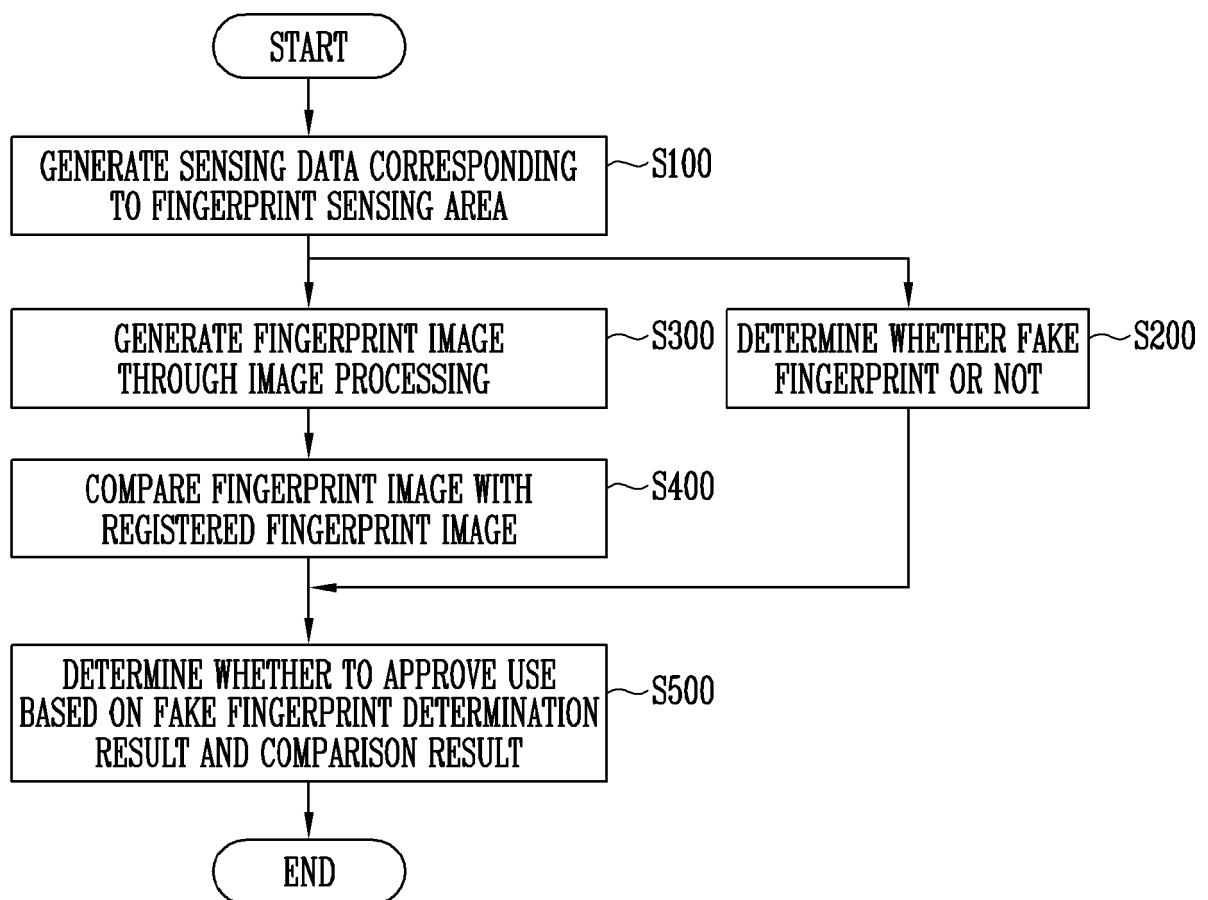 START
GENERATE SENSING DATA CORRESPONDING
TO FINGERPRINT SENSING AREA
S100
GENERATE FINGERPRINT IMAGE
THROUGH IMAGE PROCESSING
S300
DETERMINE WHETHER FAKE
FINGERPRINT OR NOT
S200
COMPARE FINGERPRINT IMAGE WITH
REGISTERED FINGERPRINT IMAGE
S400
DETERMINE WHETHER TO APPROVE USE
BASED ON FAKE FINGERPRINT DETERMINATION
RESULT AND COMPARISON RESULT
S500
END